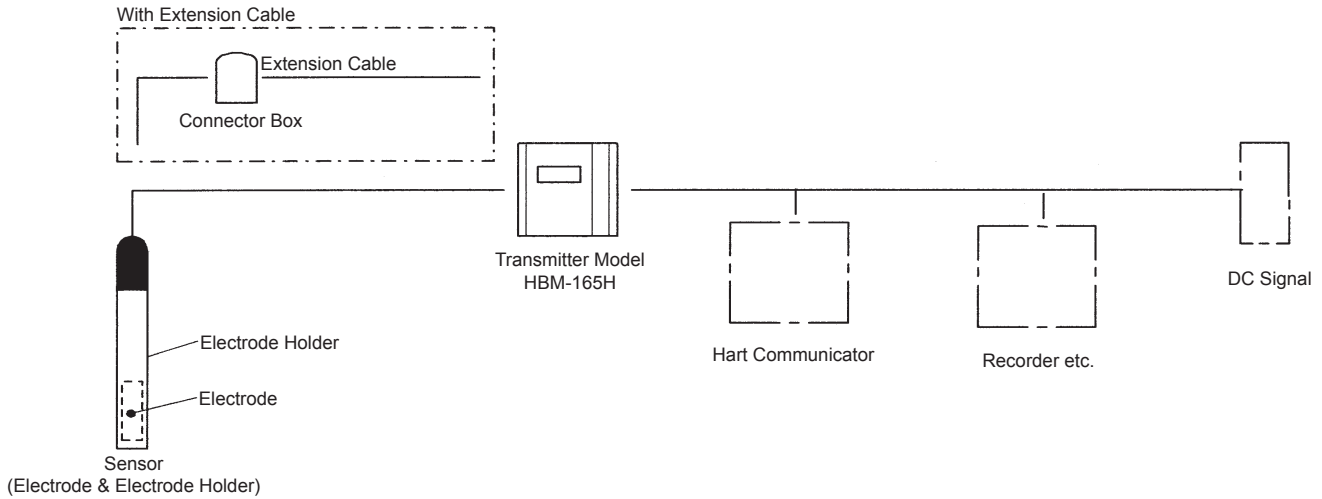 With Extension Cable
Extension Cable
Connector Box
Transmitter Model
HBM-165H
DC Signal
Hart Communicator
Recorder etc.
Electrode Holder
Electrode
Sensor
(Electrode & Electrode Holder)